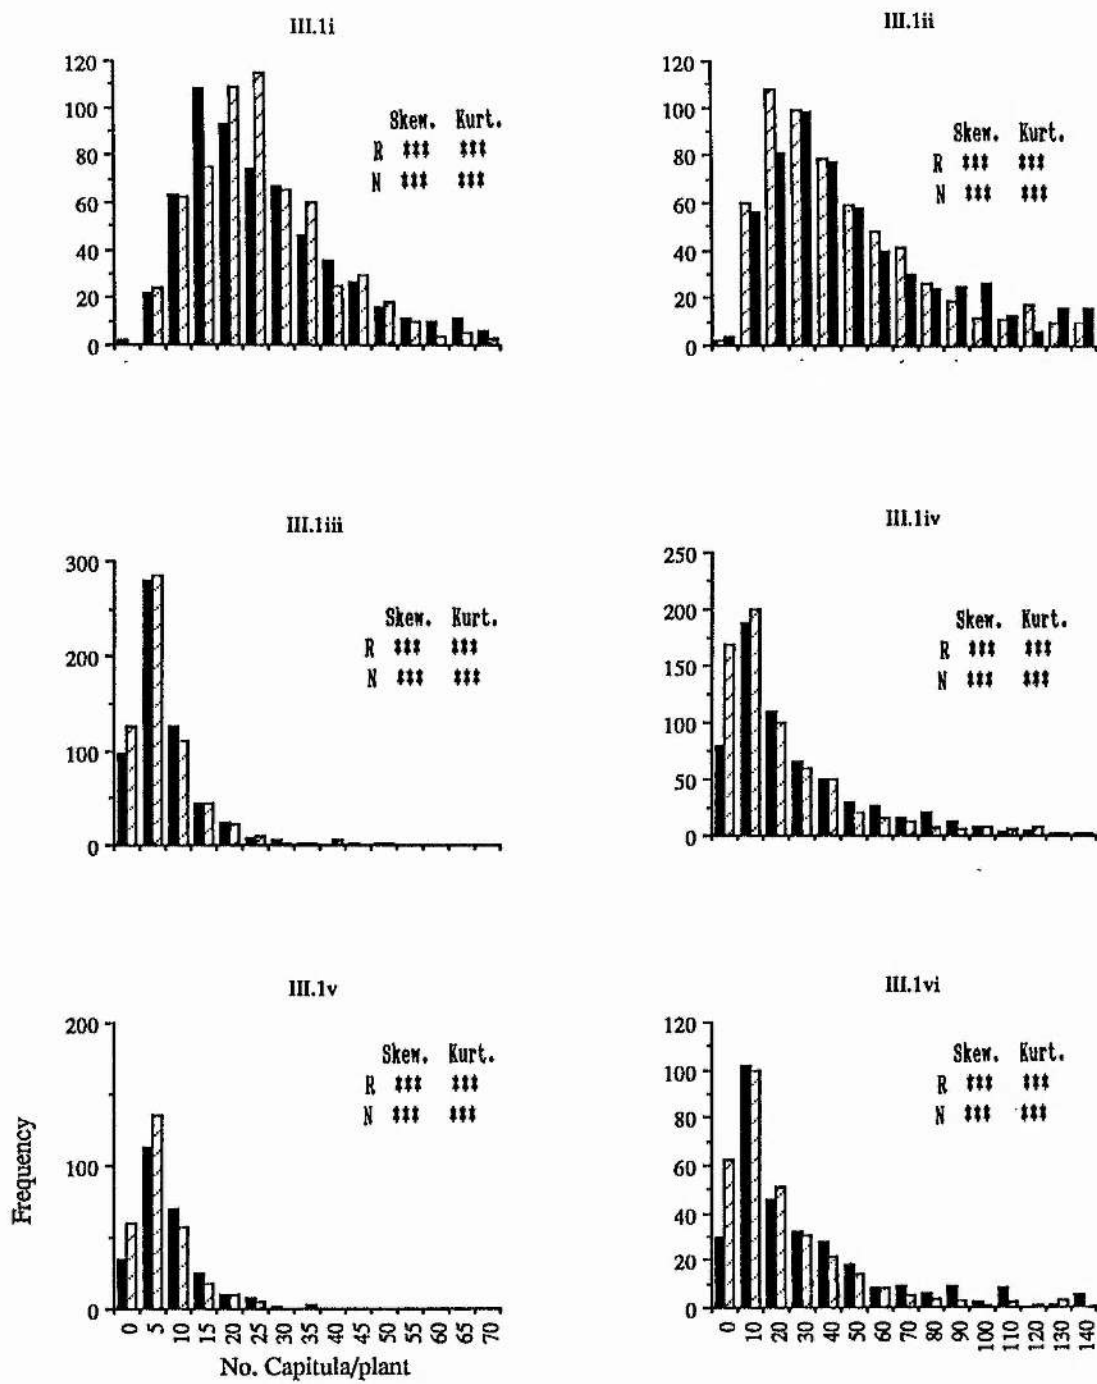 III.1i
120
100
80
60
40
20
0
Skew. Kurt.
R *** ***
N *** ***
III.1ii
120
100
80
60
40
20
0
Skew. Kurt.
R *** ***
N *** ***
III.1iii
300
200
100
0
Skew. Kurt.
R *** ***
N *** ***
III.1iv
250
200
150
100
50
0
Skew. Kurt.
R *** ***
N *** ***
III.1v
200
100
0
Skew. Kurt.
R *** ***
N *** ***
Frequency
0 5 10 15 20 25 30 35 40 45 50 55 60 65 70
No. Capitula/plant
III.1vi
120
100
80
60
40
20
0
Skew. Kurt.
R *** ***
N *** ***
0 10 20 30 40 50 60 70 80 90 100 110 120 130 140